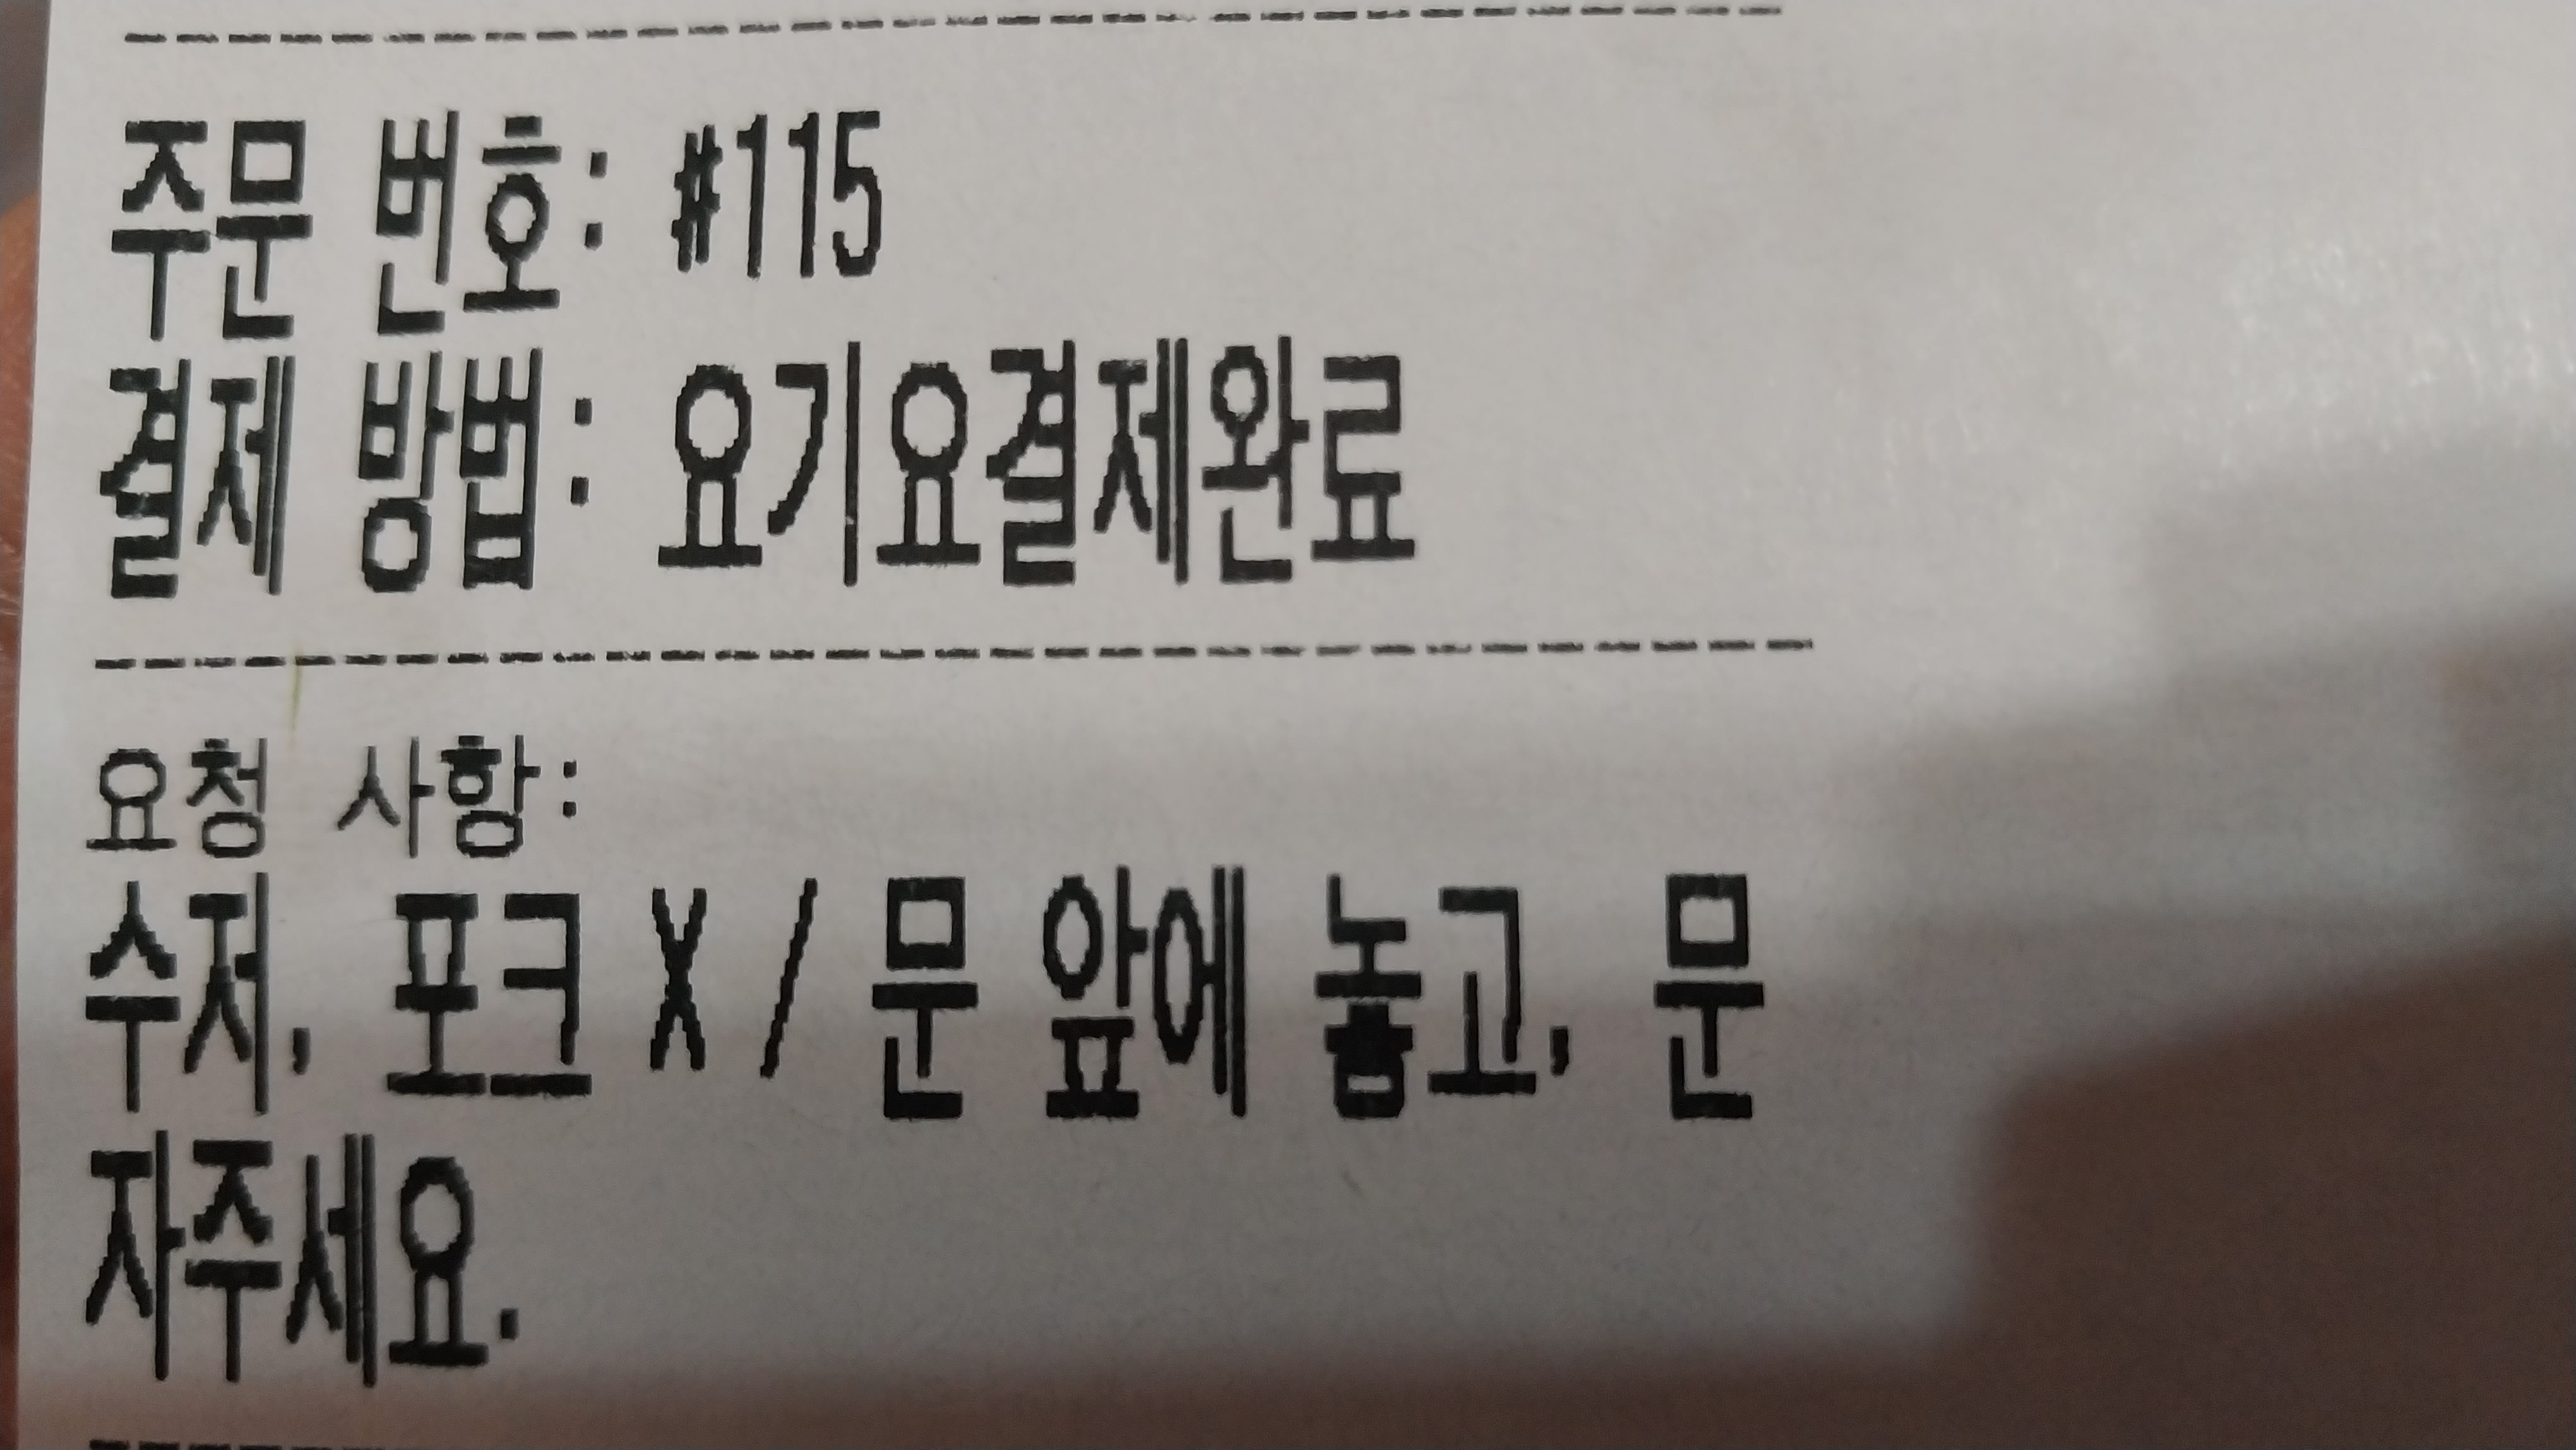 주문 번호: #115
결제 방법: 요기요결제완료
요청 사항:
수저, 포크 X / 문 앞에 놓고, 문
자주세요.